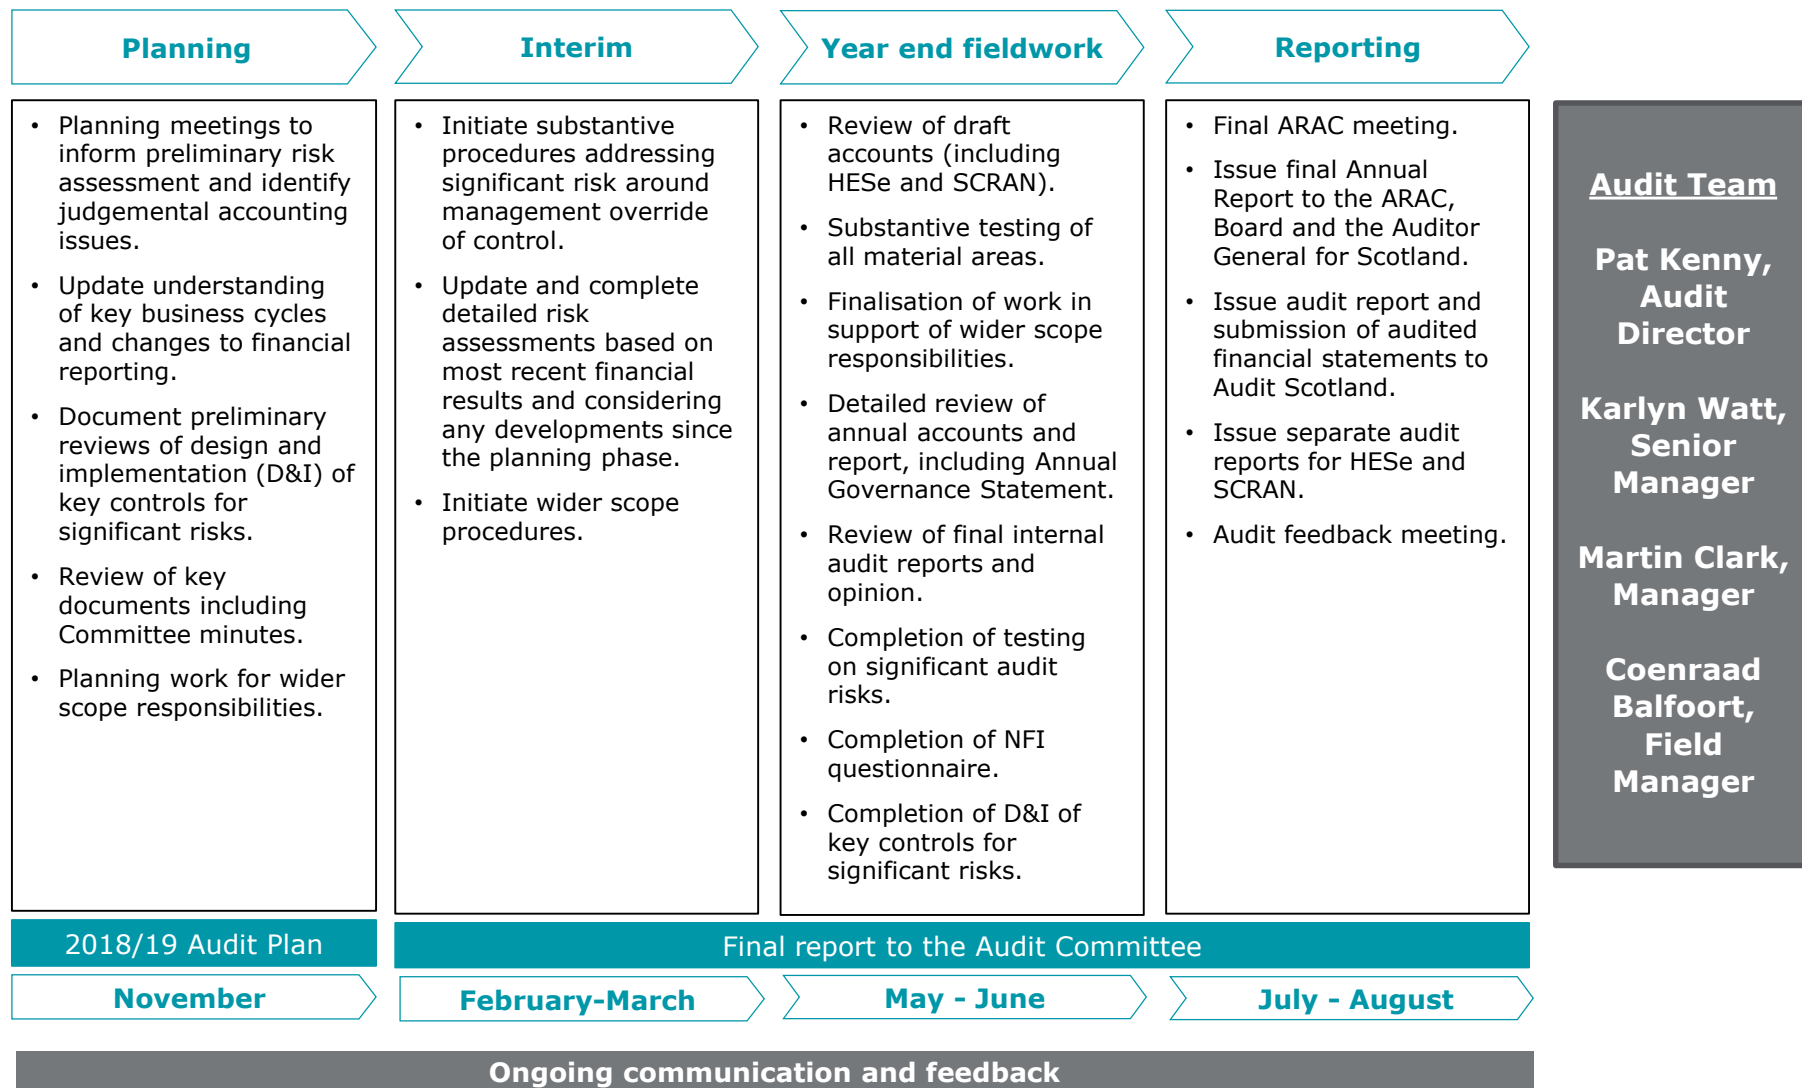 Planning
Interim
Year end fieldwork
Reporting
• Planning meetings to
inform preliminary risk
assessment and identify
judgemental accounting
issues.
• Update understanding
of key business cycles
and changes to financial
reporting.
• Document preliminary
reviews of design and
implementation (D&I) of
key controls for
significant risks.
• Review of key
documents including
Committee minutes.
• Planning work for wider
scope responsibilities.
• Initiate substantive
procedures addressing
significant risk around
management override
of control.
• Update and complete
detailed risk
assessments based on
most recent financial
results and considering
any developments since
the planning phase.
• Initiate wider scope
procedures.
• Review of draft
accounts (including
HESe and SCRAN).
• Substantive testing of
all material areas.
• Finalisation of work in
support of wider scope
responsibilities.
• Detailed review of
annual accounts and
report, including Annual
Governance Statement.
• Review of final internal
audit reports and
opinion.
• Completion of testing
on significant audit
risks.
• Completion of NFI
questionnaire.
• Completion of D&I of
key controls for
significant risks.
• Final ARAC meeting.
• Issue final Annual
Report to the ARAC,
Board and the Auditor
General for Scotland.
• Issue audit report and
submission of audited
financial statements to
Audit Scotland.
• Issue separate audit
reports for HESe and
SCRAN.
• Audit feedback meeting.
Audit Team
Pat Kenny,
Audit
Director
Karlyn Watt,
Senior
Manager
Martin Clark,
Manager
Coenraad
Balfoort,
Field
Manager
2018/19 Audit Plan
Final report to the Audit Committee
November
February-March
May - June
July - August
Ongoing communication and feedback